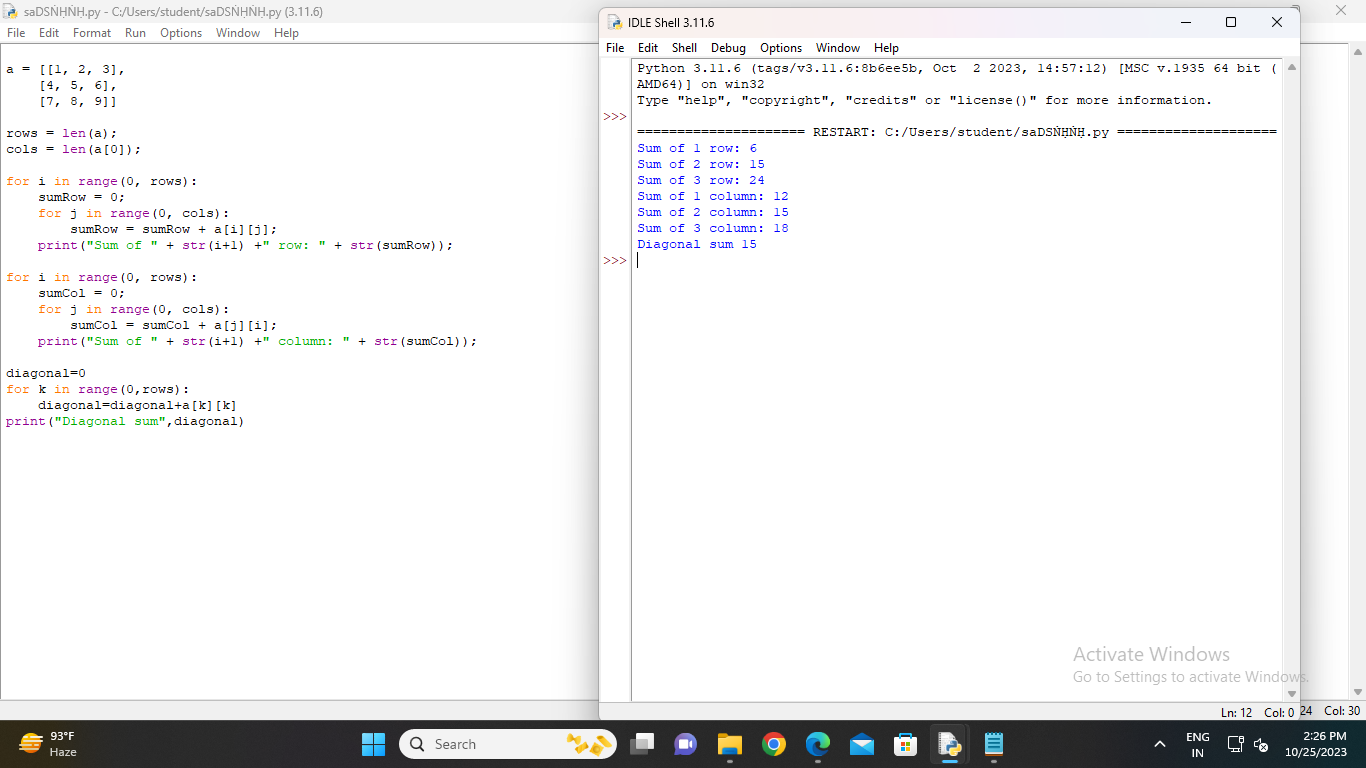 saDSŃḤŃḤ.py - C:/Users/student/saDSŃḤŃḤ.py (3.11.6)
File Edit Format Run Options Window Help
a = [[1, 2, 3],
[4, 5, 6],
[7, 8, 9]]
rows = len(a);
cols = len(a[0]);
for i in range(0, rows):
sumRow = 0;
for j in range(0, cols):
sumRow = sumRow + a[i][j];
print("Sum of " + str(i+1) +" row: " + str(sumRow));
for i in range(0, rows):
sumCol = 0;
for j in range(0, cols):
sumCol = sumCol + a[j][i];
print("Sum of " + str(i+1) +" column: " + str(sumCol));
diagonal=0
for k in range(0,rows):
diagonal=diagonal+a[k][k]
print("Diagonal sum",diagonal)
IDLE Shell 3.11.6
File Edit Shell Debug Options Window Help
Python 3.11.6 (tags/v3.11.6:8b6ee5b, Oct  2 2023, 14:57:12) [MSC v.1935 64 bit (
AMD64)] on win32
Type "help", "copyright", "credits" or "license()" for more information.
>>>
===================== RESTART: C:/Users/student/saDSŃḤŃḤ.py ====================
Sum of 1 row: 6
Sum of 2 row: 15
Sum of 3 row: 24
Sum of 1 column: 12
Sum of 2 column: 15
Sum of 3 column: 18
Diagonal sum 15
>>>
Activate Windows
Go to Settings to activate Windows.
Ln: 12 Col: 0
24 Col: 30
93°F
Haze
Search
ENG
IN
2:26 PM
10/25/2023